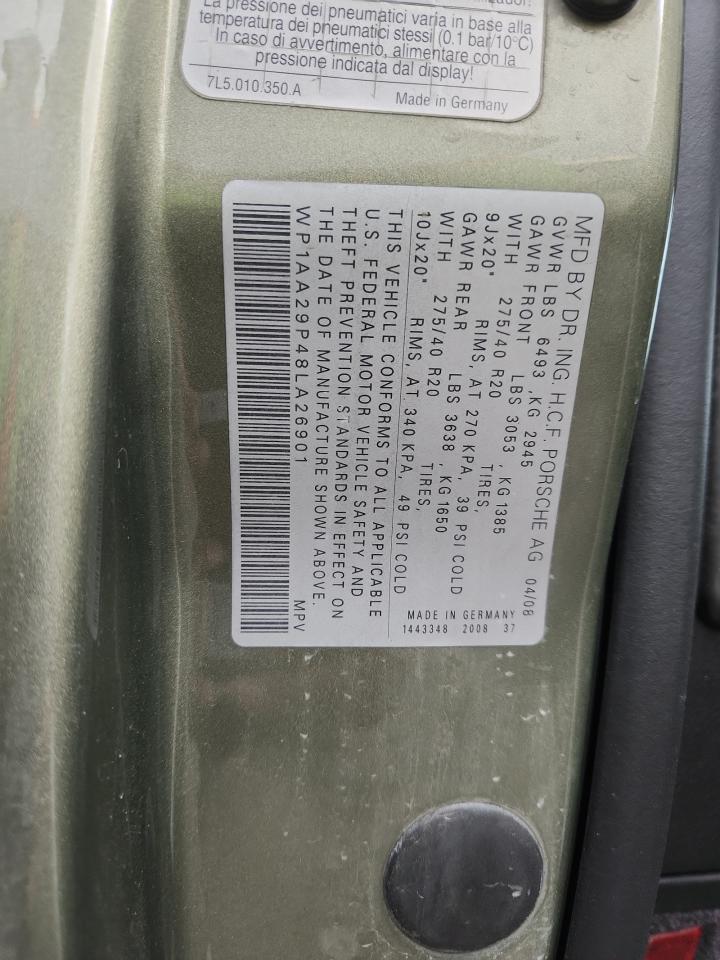 La pressione dei pneumatici varia in base alla
temperatura dei pneumatici stessi (0.1 bar/10°C)
In caso di avvertimento, alimentare con la
pressione indicata dal display!
7L5.010.350.A
Made in Germany
MFD BY DR. ING. H.C.F. PORSCHE AG 04/08
GVWR LBS 6493 ,KG 2945
GAWR FRONT LBS 3053 , KG 1385
WITH 275/40 R20 TIRES,
9Jx20" RIMS, AT 270 KPA, 39 PSI COLD
GAWR REAR LBS 3638 , KG 1650
WITH 275/40 R20 TIRES,
10Jx20" RIMS, AT 340 KPA, 49 PSI COLD
MADE IN GERMANY
1443348 2008 37
THIS VEHICLE CONFORMS TO ALL APPLICABLE
U.S. FEDERAL MOTOR VEHICLE SAFETY AND
THEFT PREVENTION STANDARDS IN EFFECT ON
THE DATE OF MANUFACTURE SHOWN ABOVE.
WP1AA29P48LA26901 MPV